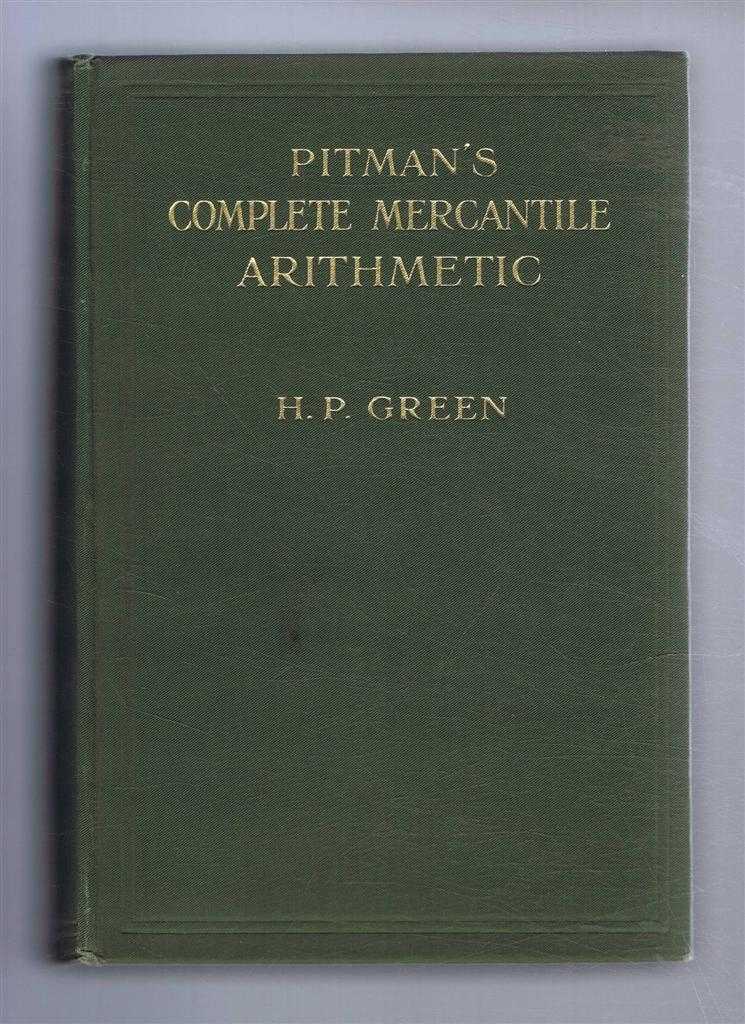 PITMAN'S
COMPLETE MERCANTILE
ARITHMETIC
H. P. GREEN